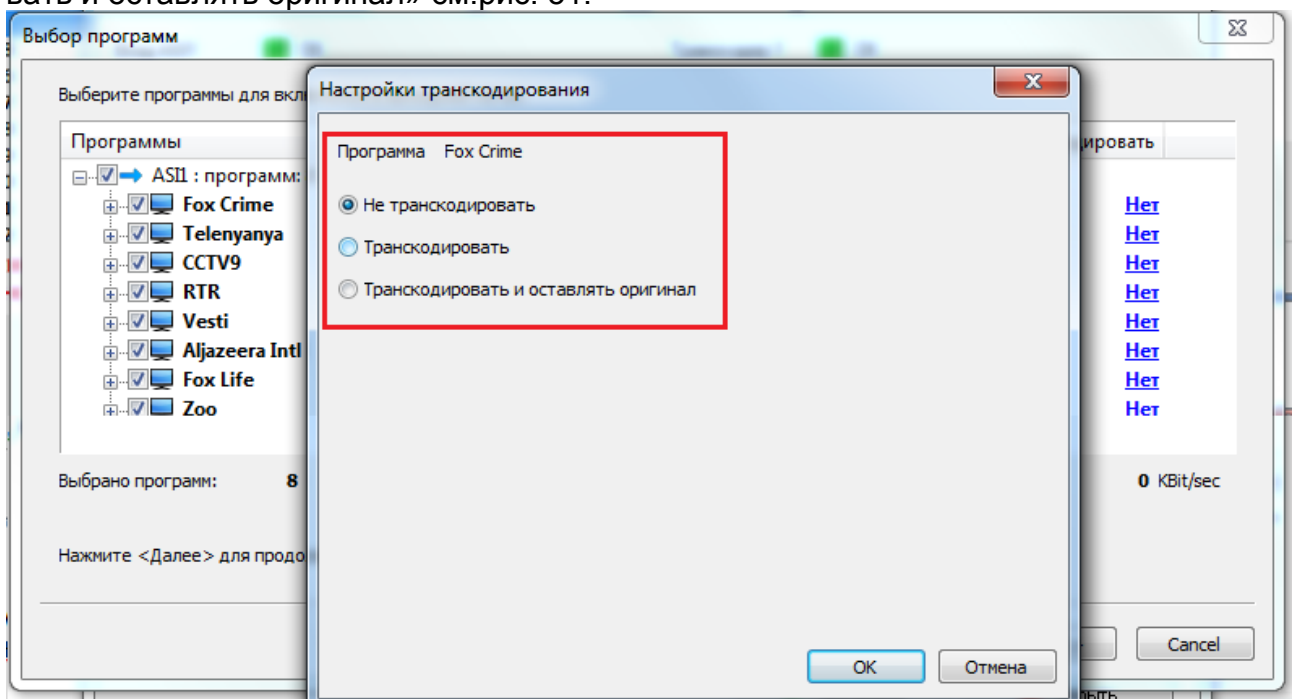 вать и оставлять оригинал» см.рис. 31.
Выбор программ
Выберите программы для вкл
Программы
ировать
ASI1 : программ:
Fox Crime Нет
Telenyanya Нет
CCTV9 Нет
RTR Нет
Vesti Нет
Aljazeera Intl Нет
Fox Life Нет
Zoo Нет
Выбрано программ: 8
0 KBit/sec
Нажмите <Далее> для продо
Cancel
Настройки транскодирования
Программа Fox Crime
Не транскодировать
Транскодировать
Транскодировать и оставлять оригинал
OK
Отмена